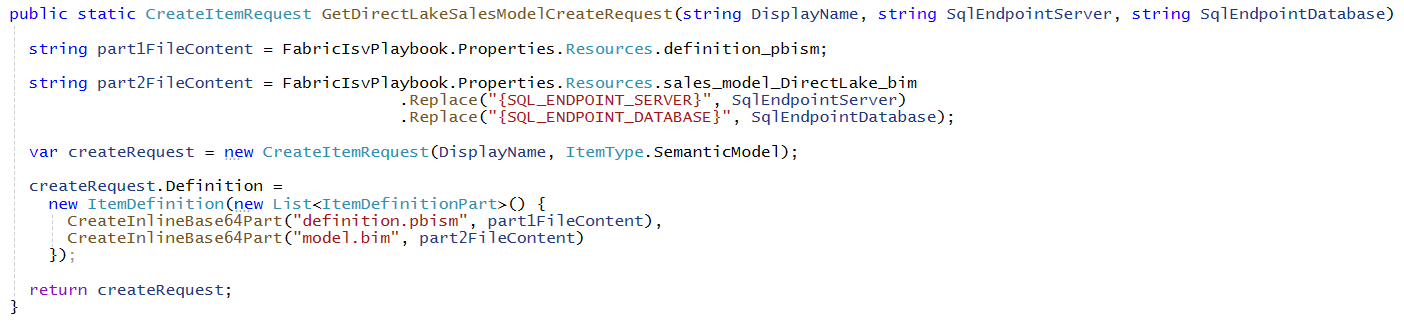 public static CreateItemRequest GetDirectLakeSalesModelCreateRequest(string DisplayName, string SqlEndpointServer, string SqlEndpointDatabase)
string part1FileContent = FabricIsvPlaybook.Properties.Resources.definition_pbism;
string part2FileContent = FabricIsvPlaybook.Properties.Resources.sales_model_DirectLake_bim
.Replace("{SQL_ENDPOINT_SERVER}", SqlEndpointServer)
.Replace("{SQL_ENDPOINT_DATABASE}", SqlEndpointDatabase);
var createRequest = new CreateItemRequest(DisplayName, ItemType.SemanticModel);
createRequest.Definition =
new ItemDefinition(new List<ItemDefinitionPart>() {
CreateInlineBase64Part("definition.pbism", part1FileContent),
CreateInlineBase64Part("model.bim", part2FileContent)
});
return createRequest;
}